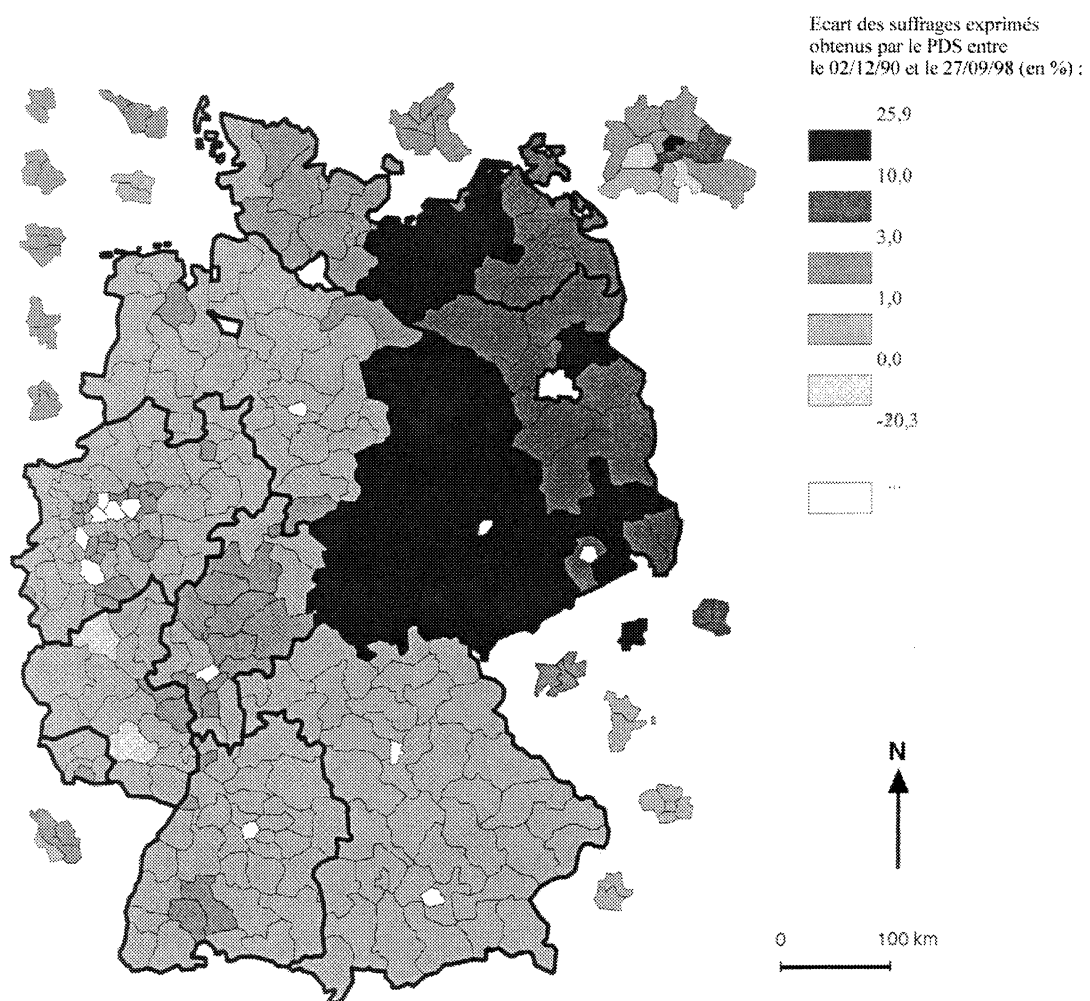 Ecart des suffrages exprimés
obtenus par le PDS entre
le 02/12/90 et le 27/09/98 (en %) :
25,9
10,0
3,0
1,0
0,0
-20,3
...
N
0 100 km